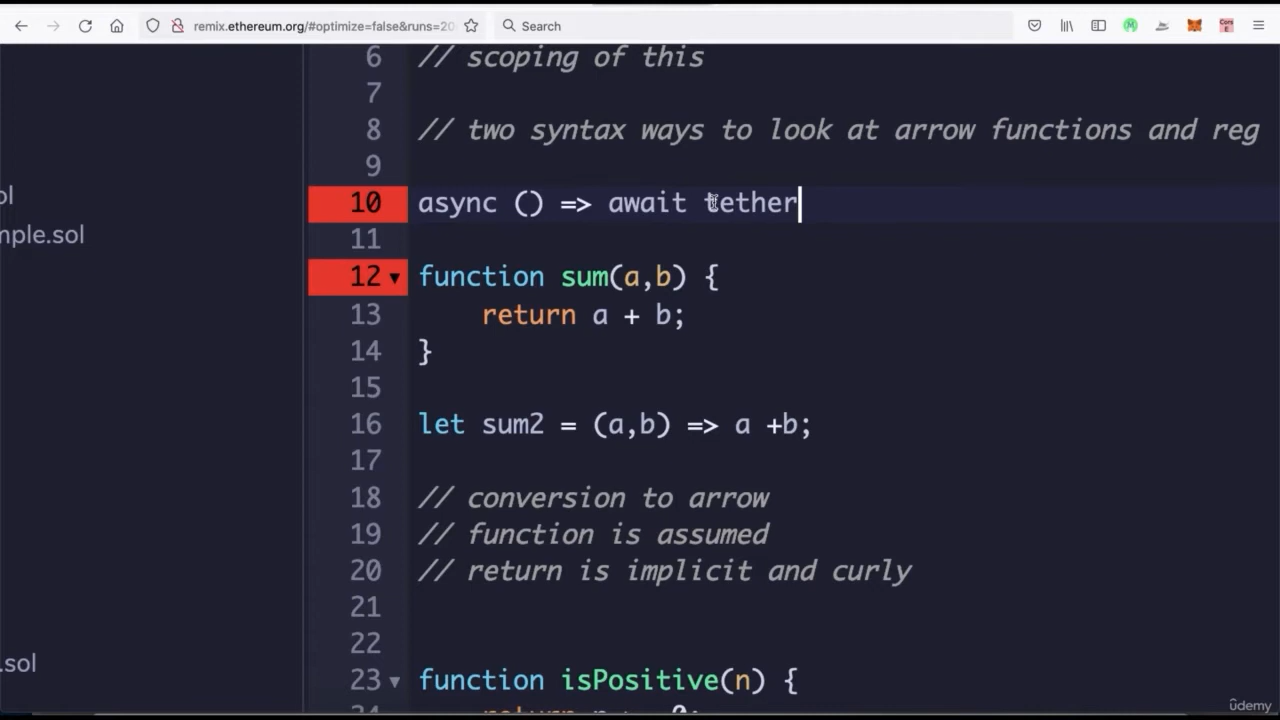 remix.ethereum.org/#optimize=false&runs=20
Search
6 // scoping of this
7
8 // two syntax ways to look at arrow functions and reg
9
ol
10 async () => await tether
mple.sol
11
12 function sum(a,b) {
13 return a + b;
14 }
15
16 let sum2 = (a,b) => a +b;
17
18 // conversion to arrow
19 // function is assumed
20 // return is implicit and curly
21
22
.sol
23 function isPositive(n) {
udemy